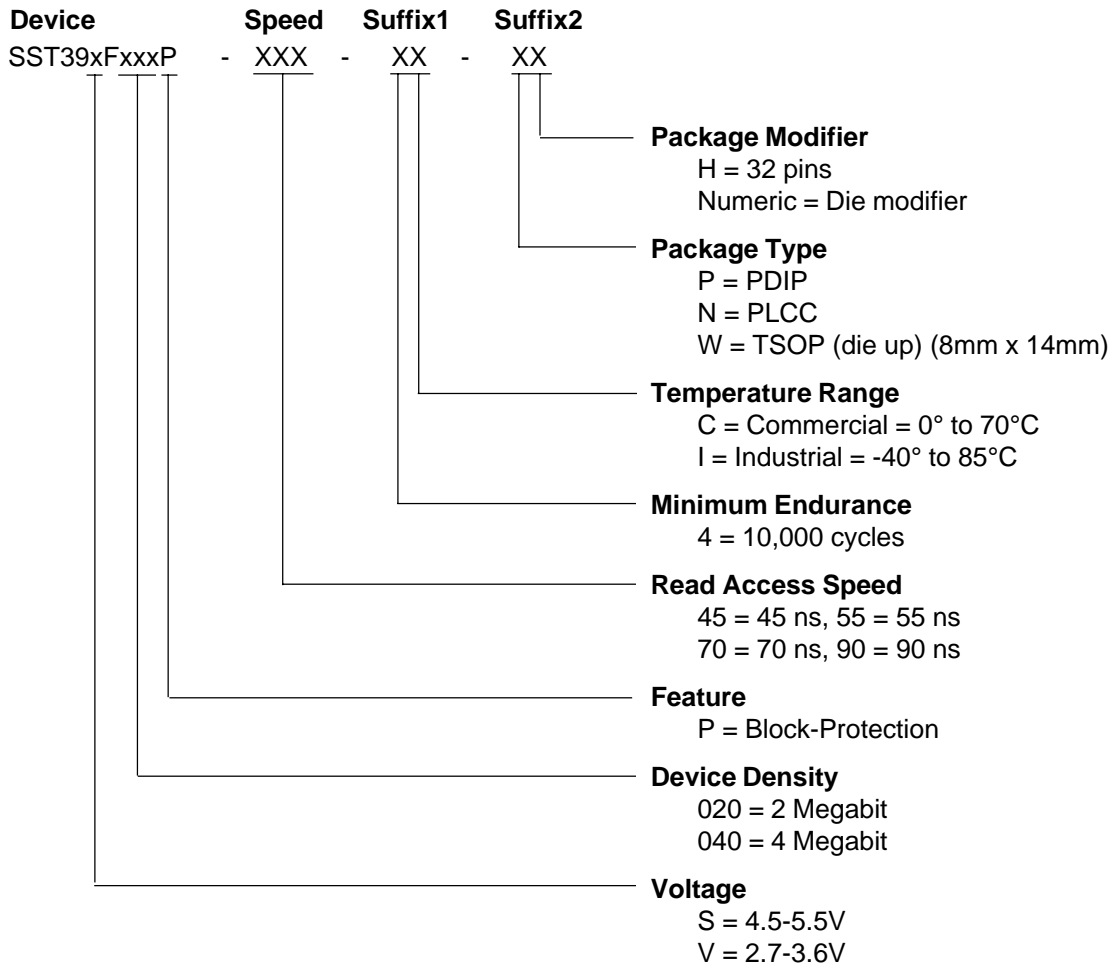 Device Speed Suffix1 Suffix2
SST39xFxxxP - XXX - XX - XX
Package Modifier
H = 32 pins
Numeric = Die modifier
Package Type
P = PDIP
N = PLCC
W = TSOP (die up) (8mm x 14mm)
Temperature Range
C = Commercial = 0° to 70°C
I = Industrial = -40° to 85°C
Minimum Endurance
4 = 10,000 cycles
Read Access Speed
45 = 45 ns, 55 = 55 ns
70 = 70 ns, 90 = 90 ns
Feature
P = Block-Protection
Device Density
020 = 2 Megabit
040 = 4 Megabit
Voltage
S = 4.5-5.5V
V = 2.7-3.6V